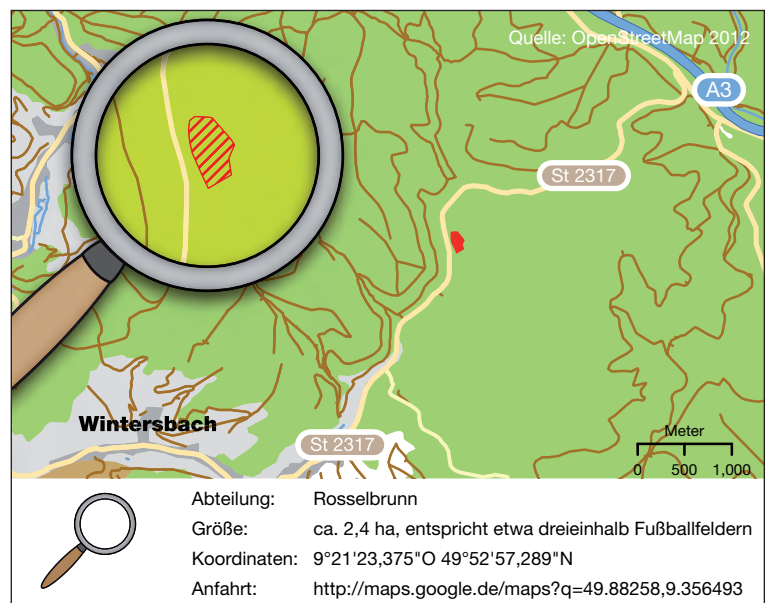 Quelle: OpenStreetMap 2012
A3
St 2317
Wintersbach
St 2317
Meter
0 500 1,000
Abteilung: Rosselbrunn
Größe: ca. 2,4 ha, entspricht etwa dreieinhalb Fußballfeldern
Koordinaten: 9°21'23,375"O 49°52'57,289"N
Anfahrt: http://maps.google.de/maps?q=49.88258,9.356493